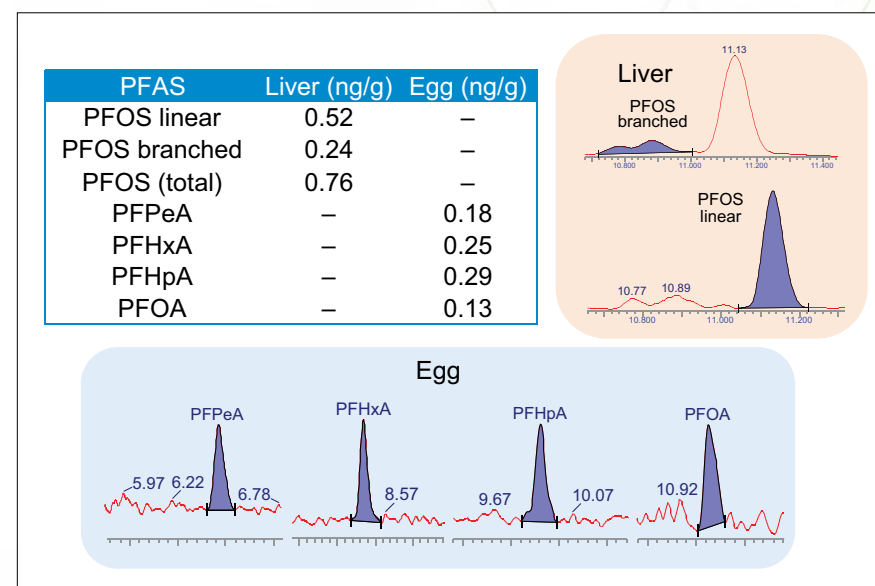 PFAS Liver (ng/g) Egg (ng/g)
PFOS linear 0.52 –
PFOS branched 0.24 –
PFOS (total) 0.76 –
PFPeA – 0.18
PFHxA – 0.25
PFHpA – 0.29
PFOA – 0.13
Liver
11.13
PFOS
branched
10.800 11.000 11.200 11.400
PFOS
linear
10.77 10.89
10.800 11.000 11.200
Egg
PFPeA
5.97 6.22 6.78
PFHxA
8.57
PFHpA
9.67 10.07
PFOA
10.92